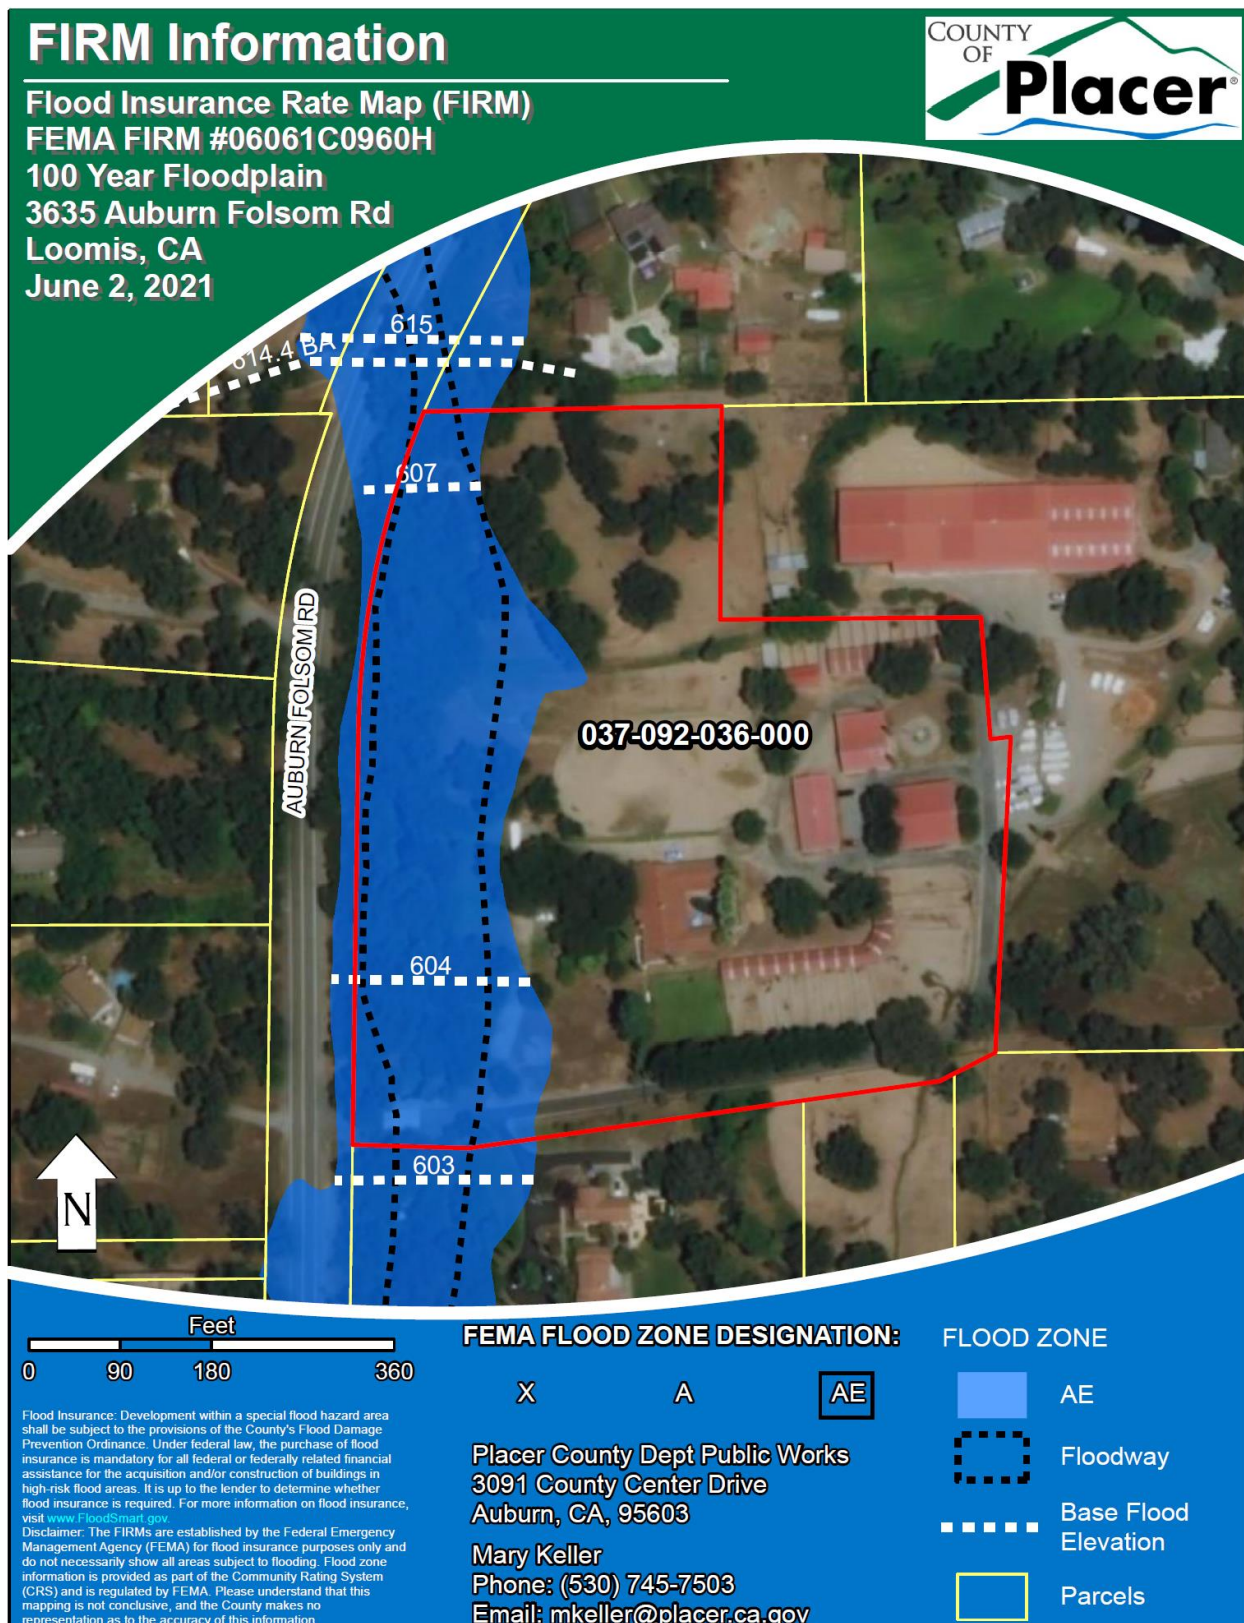 FIRM Information
COUNTY
OF
Placer®
Flood Insurance Rate Map (FIRM)
FEMA FIRM #06061C0960H
100 Year Floodplain
3635 Auburn Folsom Rd
Loomis, CA
June 2, 2021
615
614.4 BA
607
AUBURN FOLSOM RD
037-092-036-000
604
603
N
Feet
0 90 180 360
Flood Insurance: Development within a special flood hazard area
shall be subject to the provisions of the County's Flood Damage
Prevention Ordinance. Under federal law, the purchase of flood
insurance is mandatory for all federal or federally related financial
assistance for the acquisition and/or construction of buildings in
high-risk flood areas. It is up to the lender to determine whether
flood insurance is required. For more information on flood insurance,
visit www.FloodSmart.gov.
Disclaimer: The FIRMs are established by the Federal Emergency
Management Agency (FEMA) for flood insurance purposes only and
do not necessarily show all areas subject to flooding. Flood zone
information is provided as part of the Community Rating System
(CRS) and is regulated by FEMA. Please understand that this
mapping is not conclusive, and the County makes no
representation as to the accuracy of this information.
FEMA FLOOD ZONE DESIGNATION:
X A AE
Placer County Dept Public Works
3091 County Center Drive
Auburn, CA, 95603
Mary Keller
Phone: (530) 745-7503
Email: mkeller@placer.ca.gov
FLOOD ZONE
AE
Floodway
Base Flood
Elevation
Parcels